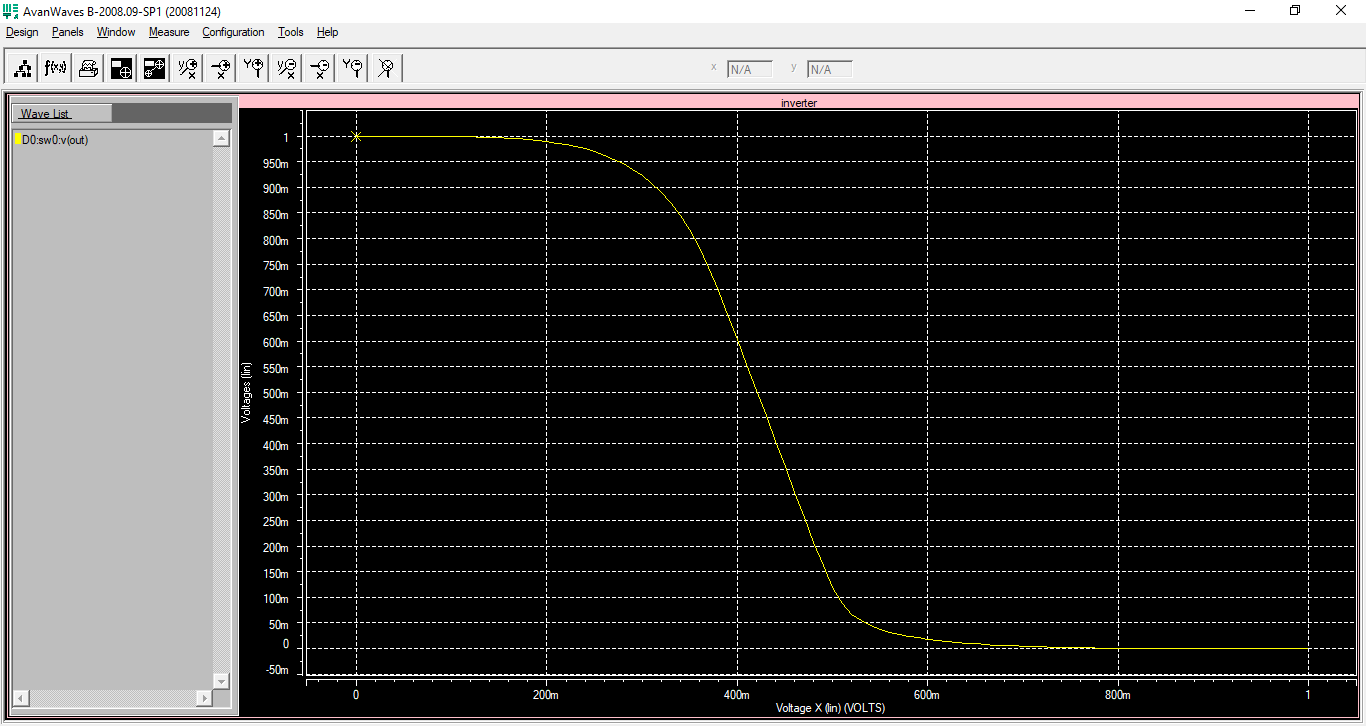 AvanWaves B-2008.09-SP1 (20081124)
Design Panels Window Measure Configuration Tools Help
f(x) x N/A y N/A
Wave List
D0:sw0:v(out)
inverter
1
950m
900m
850m
800m
750m
700m
650m
600m
550m
500m
450m
400m
350m
300m
250m
200m
150m
100m
50m
0
-50m
Voltages (lin)
0 200m 400m 600m 800m 1
Voltage X (lin) (VOLTS)